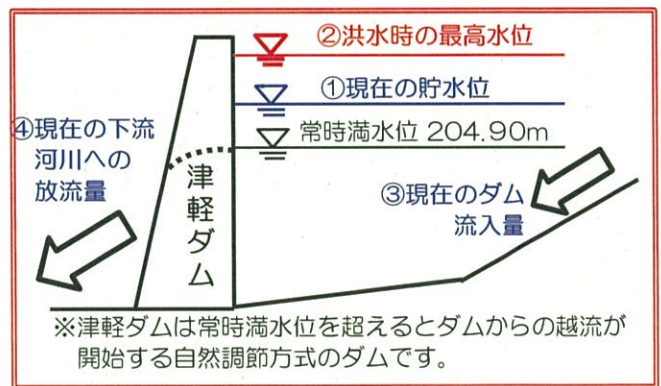 ②洪水時の最高水位
①現在の貯水位
常時満水位 204.90m
④現在の下流
河川への
放流量
津軽ダム
③現在のダム
流入量
※津軽ダムは常時満水位を超えるとダムからの越流が
開始する自然調節方式のダムです。